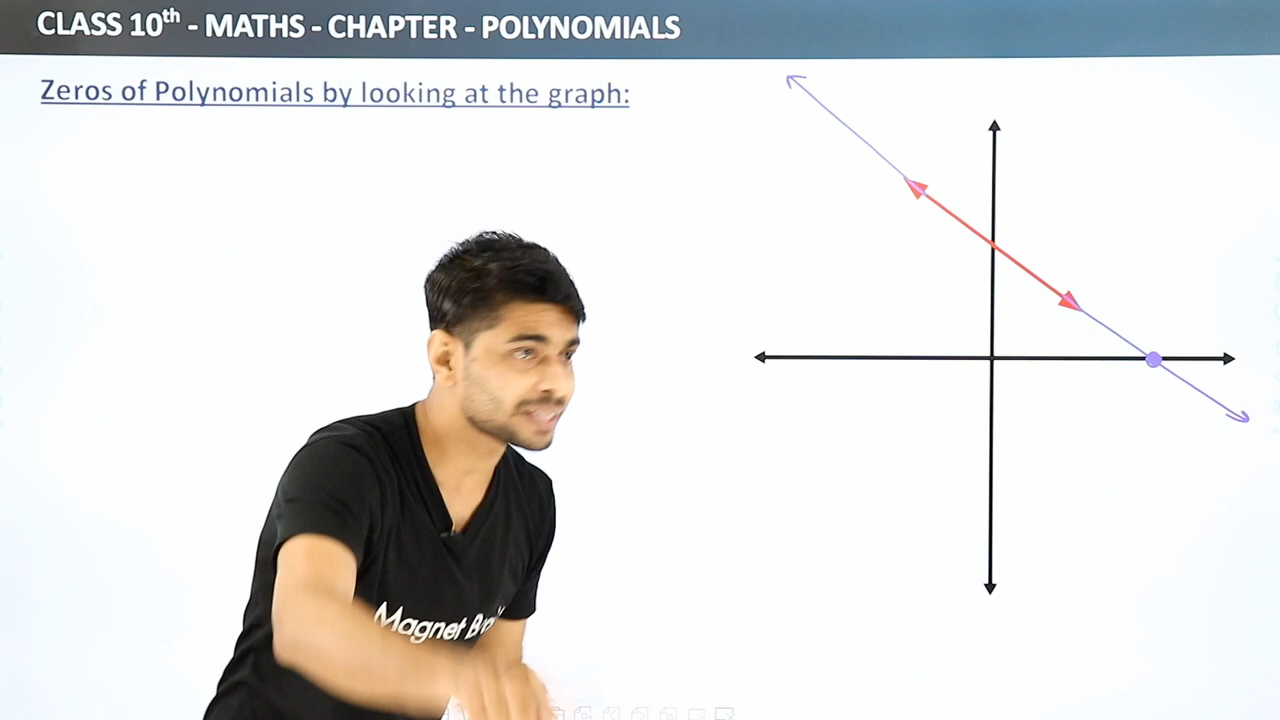 CLASS 10th - MATHS - CHAPTER - POLYNOMIALS
Zeros of Polynomials by looking at the graph:
Magnet